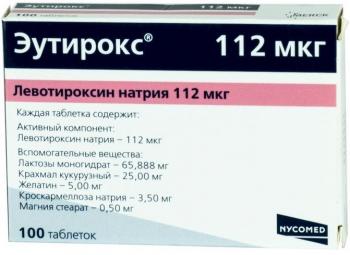 Эутирокс® 112 мкг
Левотироксин натрия 112 мкг
Каждая таблетка содержит:
Активный компонент:
Левотироксин натрия – 112 мкг
Вспомогательные вещества:
Лактозы моногидрат – 65,888 мг
Крахмал кукурузный – 25,00 мг
Желатин – 5,00 мг
Кроскармеллоза натрия – 3,50 мг
Магния стеарат – 0,50 мг
100 таблеток
NYCOMED